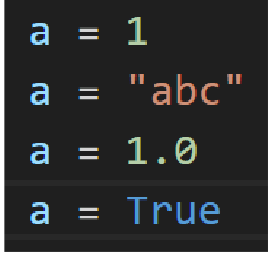 a = 1
a = "abc"
a = 1.0
a = True